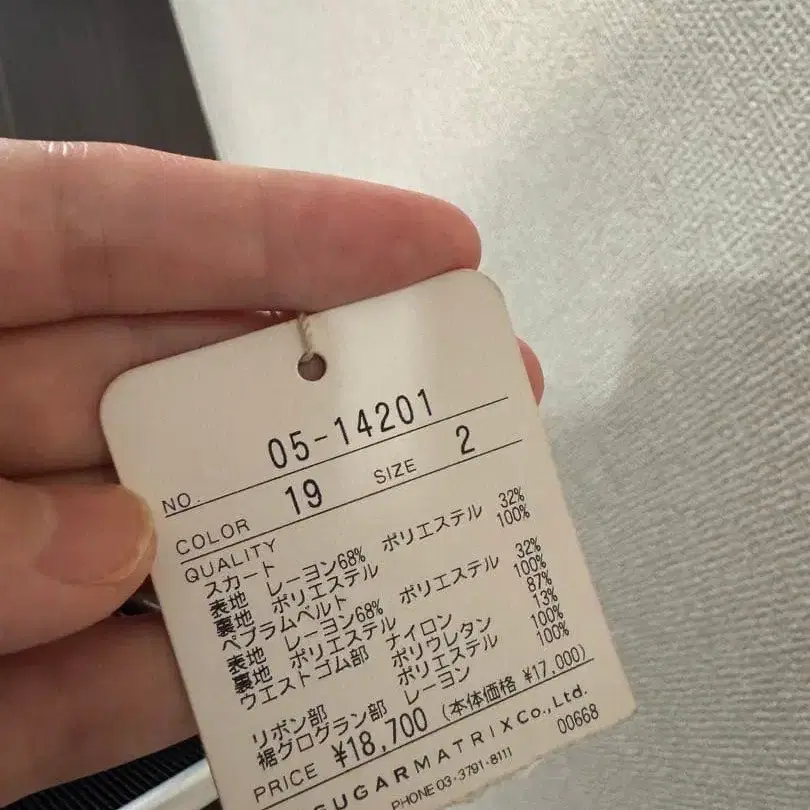 NO. 05-14201
COLOR 19 SIZE 2
QUALITY
スカート
表地 レーヨン68% ポリエステル 32%
裏地 ポリエステル 100%
ペプラムベルト
表地 レーヨン68% ポリエステル 32%
裏地 ポリエステル 100%
ウエストゴム部 ナイロン 87%
ポリウレタン 13%
リボン部 ポリエステル 100%
裾グログラン部 レーヨン 100%
PRICE ¥18,700 (本体価格 ¥17,000)
SUGARMATRIX Co., Ltd.
PHONE 03-3791-8111 00668